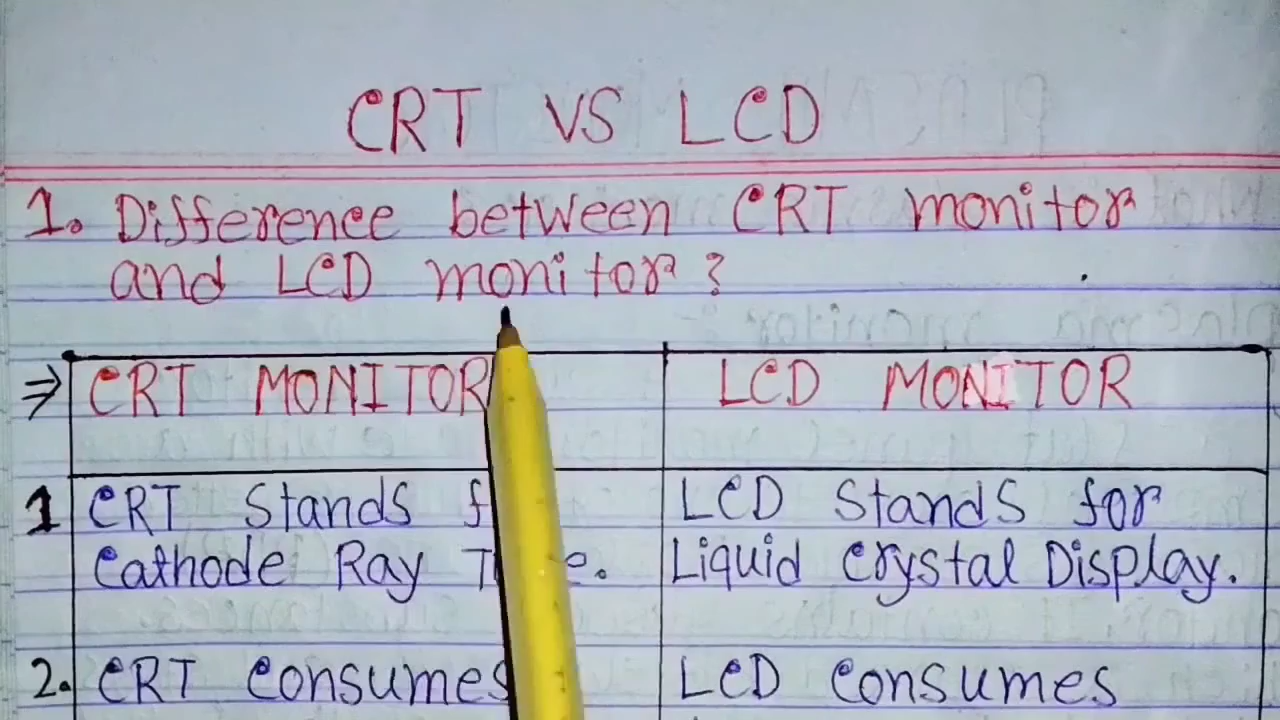 CRT VS LCD
1. Difference between CRT monitor
and LCD monitor ?
⇒ CRT MONITOR LCD MONITOR
1 CRT Stands LCD Stands for
Cathode Ray Liquid Crystal Display.
2. CRT Consumes LCD Consumes